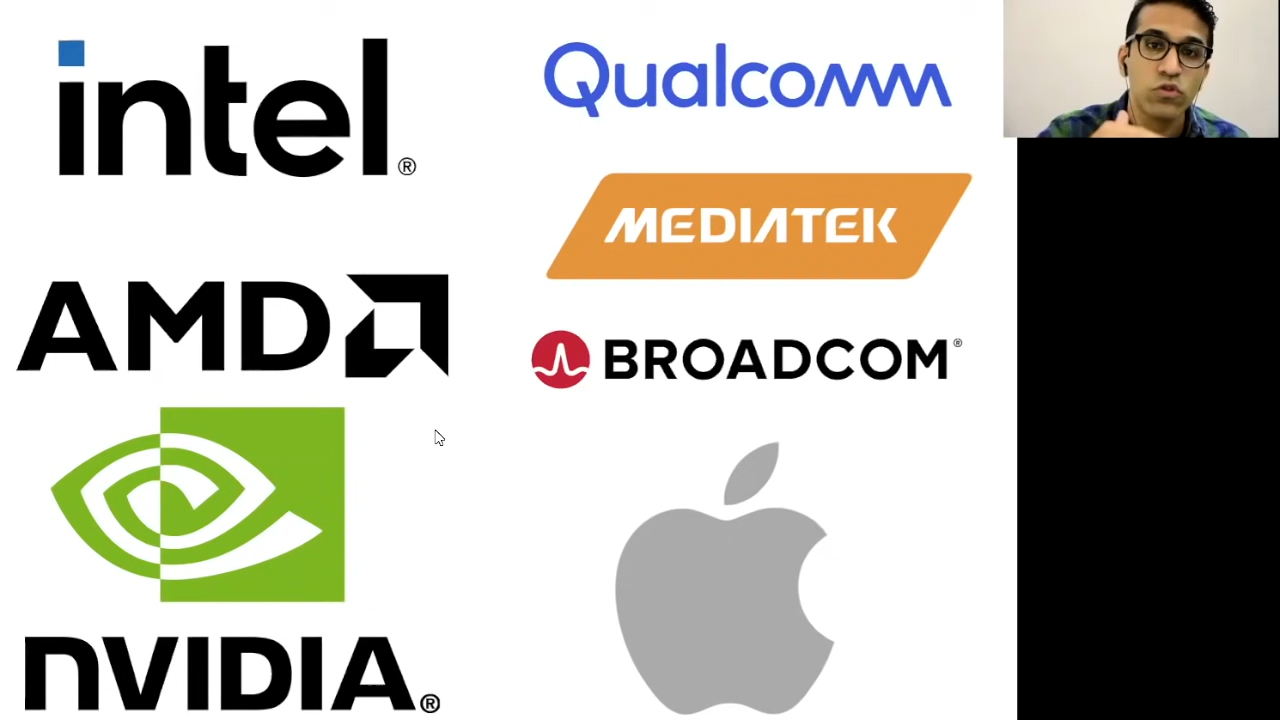 intel®
AMD
NVIDIA®
Qualcomm
MEDIATEK
BROADCOM®